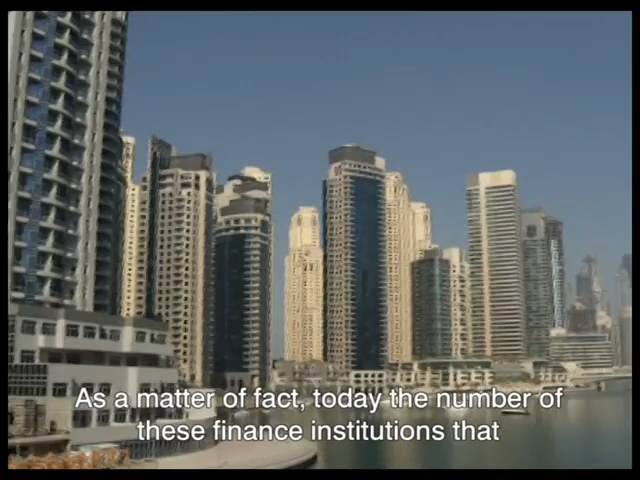 As a matter of fact, today the number of
these finance institutions that